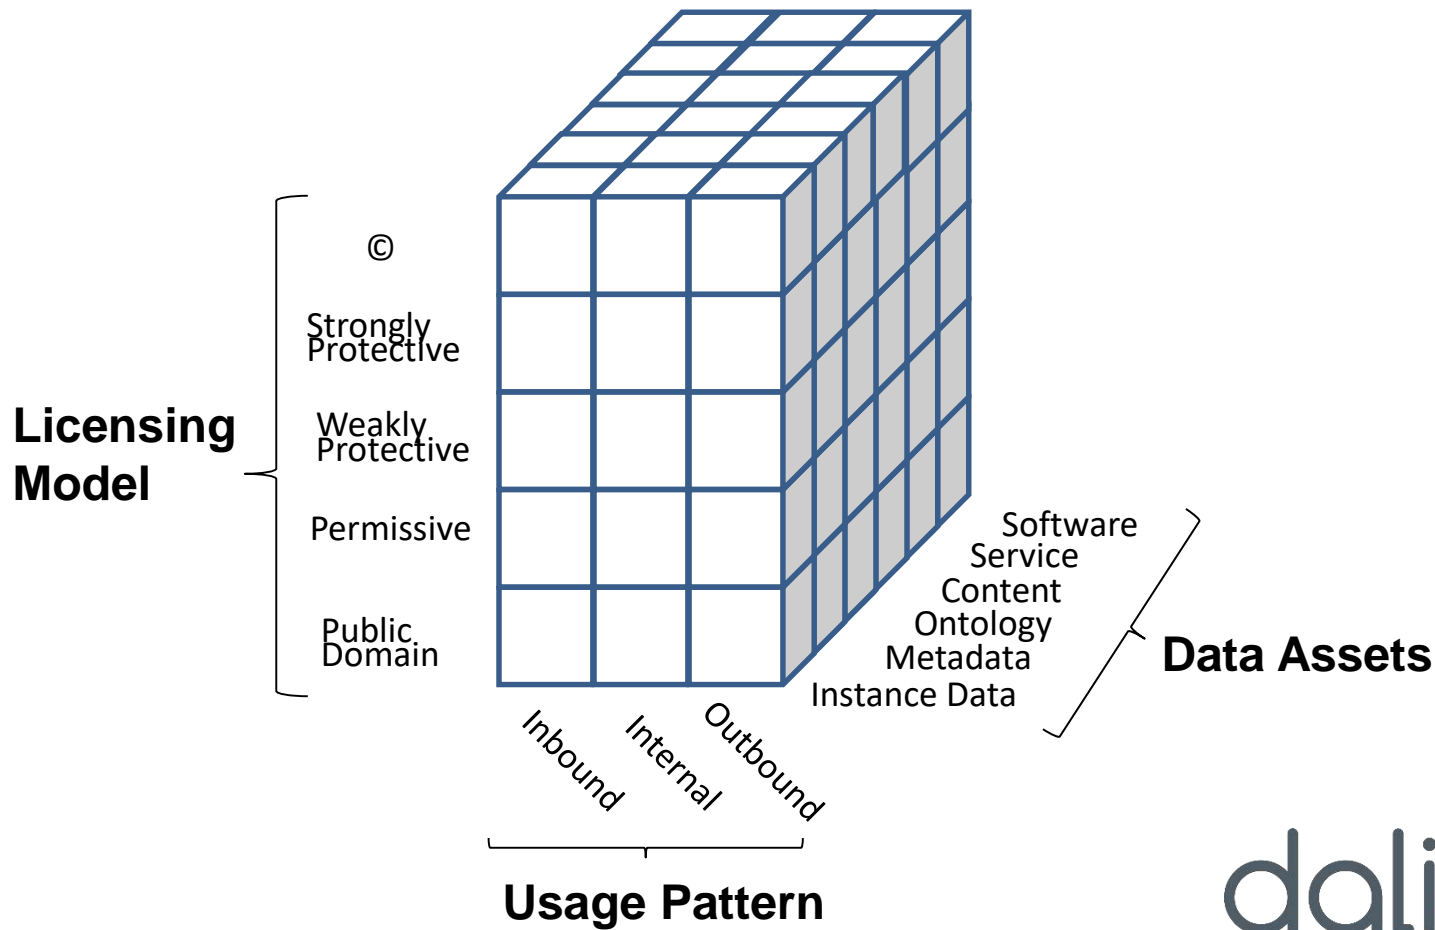 ©
Strongly
Protective
Licensing
Model
Weakly
Protective
Permissive
Public
Domain
Software
Service
Content
Ontology
Metadata
Instance Data
Data Assets
Inbound
Internal
Outbound
Usage Pattern
dali